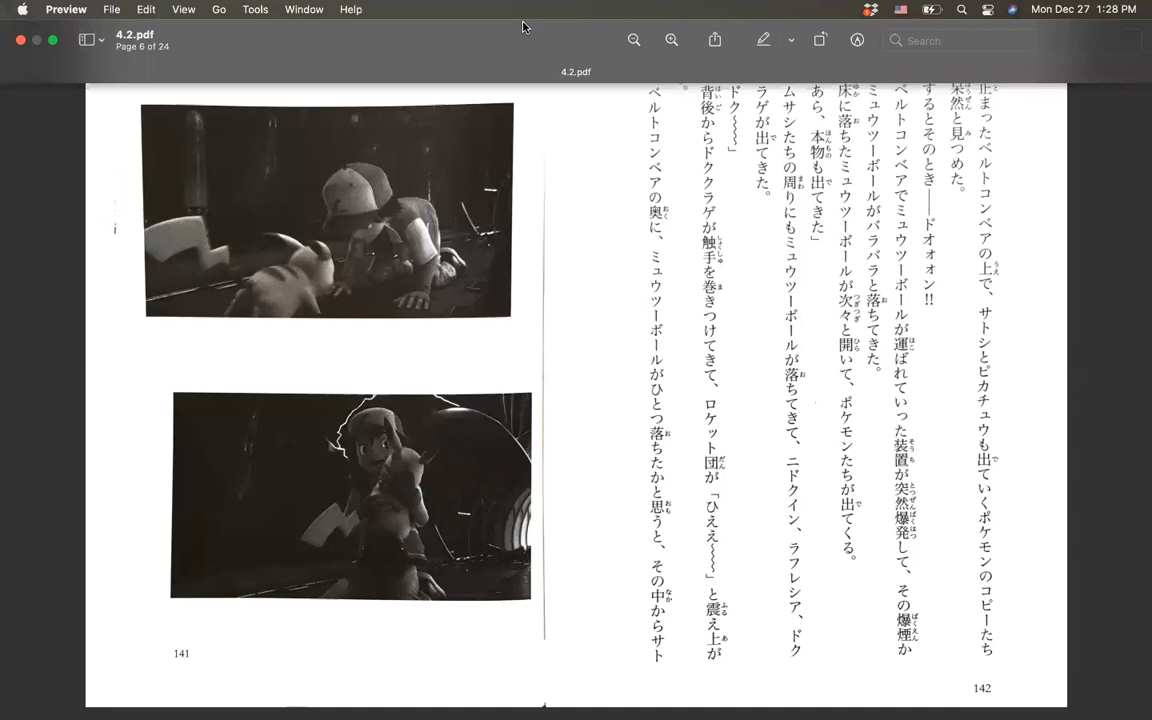 Preview File Edit View Go Tools Window Help
Mon Dec 27 1:28 PM
4.2.pdf
Page 6 of 24
Search
4.2.pdf
止まったベルトコンベアの上で、サトシとピカチュウも出ていくポケモンのコピーたち
呆然と見つめた。
するとそのとき——ドオォォン!!
ベルトコンベアでミュウツーボールが運ばれていった装置が突然爆発して、その爆煙か
ミュウツーボールがバラバラと落ちてきた。
床に落ちたミュウツーボールが次々と開いて、ポケモンたちが出てくる。
あら、本物も出てきた」
ムサシたちの周りにもミュウツーボールが落ちてきて、ニドクイン、ラフレシア、ドク
ラゲが出てきた。
ドク〜〜〜」
背後からドククラゲが触手を巻きつけてきて、ロケット団が「ひええ〜〜〜」と震え上が
。
ベルトコンベアの奥に、ミュウツーボールがひとつ落ちたかと思うと、その中からサト
142
141